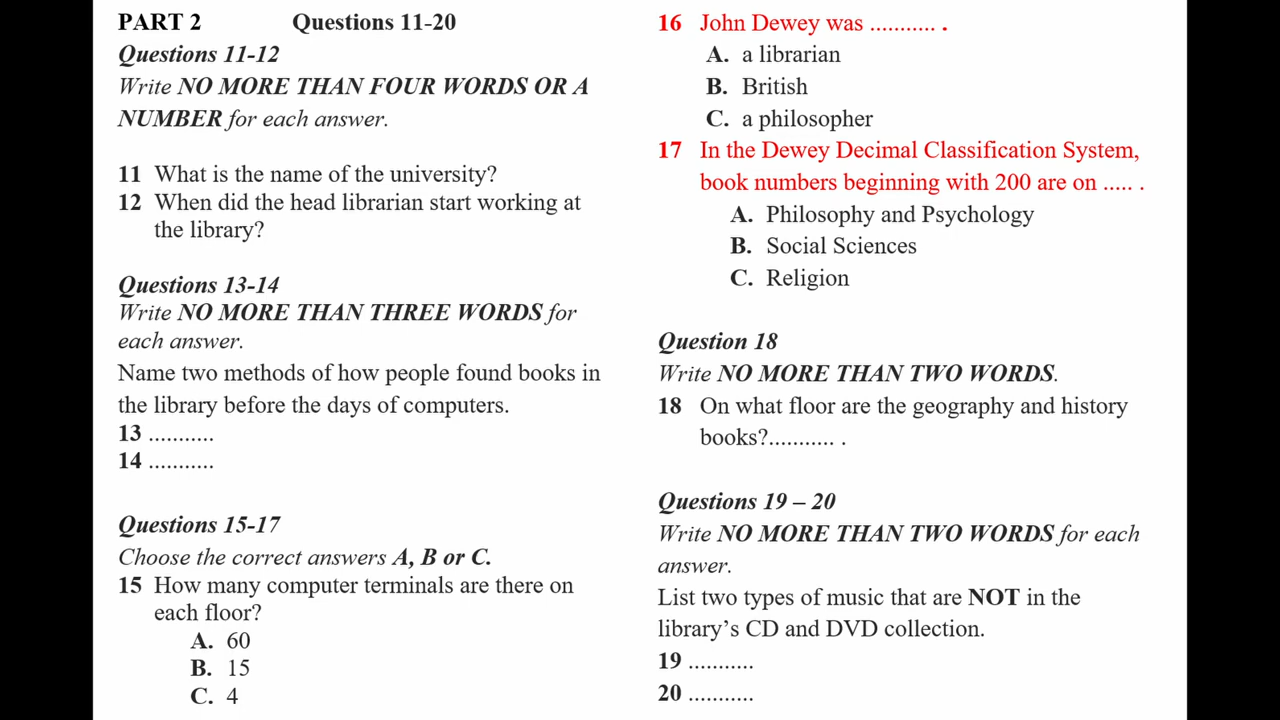 PART 2 Questions 11-20
Questions 11-12
Write NO MORE THAN FOUR WORDS OR A
NUMBER for each answer.
11 What is the name of the university?
12 When did the head librarian start working at
the library?
Questions 13-14
Write NO MORE THAN THREE WORDS for
each answer.
Name two methods of how people found books in
the library before the days of computers.
13 ...........
14 ...........
Questions 15-17
Choose the correct answers A, B or C.
15 How many computer terminals are there on
each floor?
A. 60
B. 15
C. 4
16 John Dewey was ........... .
A. a librarian
B. British
C. a philosopher
17 In the Dewey Decimal Classification System,
book numbers beginning with 200 are on ..... .
A. Philosophy and Psychology
B. Social Sciences
C. Religion
Question 18
Write NO MORE THAN TWO WORDS.
18 On what floor are the geography and history
books?........... .
Questions 19 – 20
Write NO MORE THAN TWO WORDS for each
answer.
List two types of music that are NOT in the
library’s CD and DVD collection.
19 ...........
20 ...........